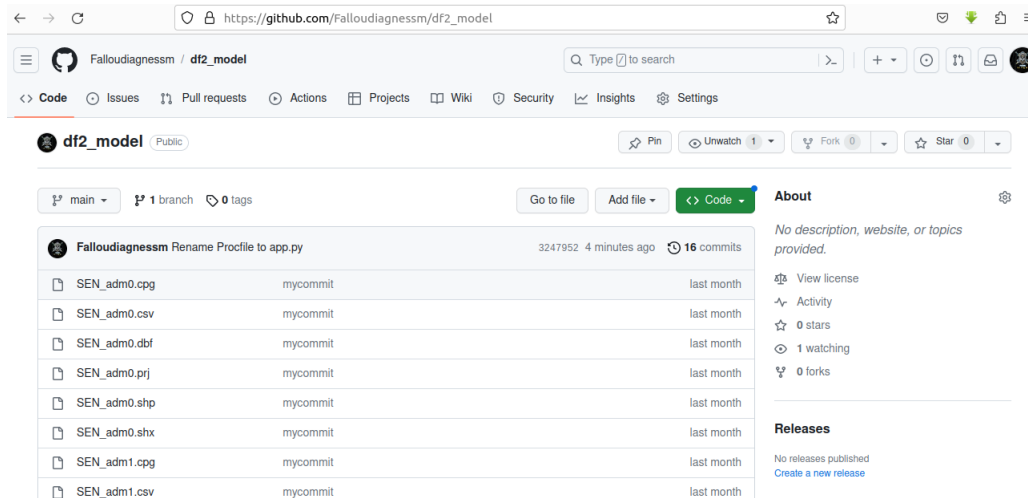 https://github.com/Falloudiagnessm/df2_model
Falloudiagnessm / df2_model
Type / to search
Code Issues Pull requests Actions Projects Wiki Security Insights Settings
df2_model Public Pin Unwatch 1 Fork 0 Star 0
main 1 branch 0 tags Go to file Add file <> Code
Falloudiagnessm Rename Procfile to app.py 3247952 4 minutes ago 16 commits
SEN_adm0.cpg mycommit last month
SEN_adm0.csv mycommit last month
SEN_adm0.dbf mycommit last month
SEN_adm0.prj mycommit last month
SEN_adm0.shp mycommit last month
SEN_adm0.shx mycommit last month
SEN_adm1.cpg mycommit last month
SEN_adm1.csv mycommit last month
About
No description, website, or topics
provided.
View license
Activity
0 stars
1 watching
0 forks
Releases
No releases published
Create a new release